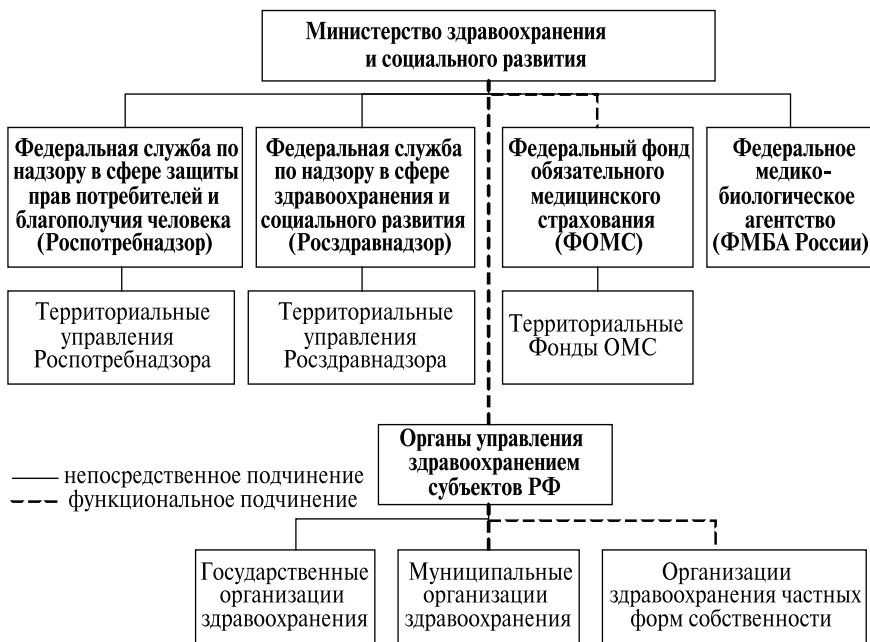 Министерство здравоохранения
и социального развития
Федеральная служба по
надзору в сфере защиты
прав потребителей и
благополучия человека
(Роспотребнадзор)
Федеральная служба
по надзору в сфере
здравоохранения и
социального развития
(Росздравнадзор)
Федеральный фонд
обязательного
медицинского
страхования
(ФОМС)
Федеральное
медико-
биологическое
агентство
(ФМБА России)
Территориальные
управления
Роспотребнадзора
Территориальные
управления
Росздравнадзора
Территориальные
Фонды ОМС
Органы управления
здравоохранением
субъектов РФ
непосредственное подчинение
функциональное подчинение
Государственные
организации
здравоохранения
Муниципальные
организации
здравоохранения
Организации
здравоохранения частных
форм собственности